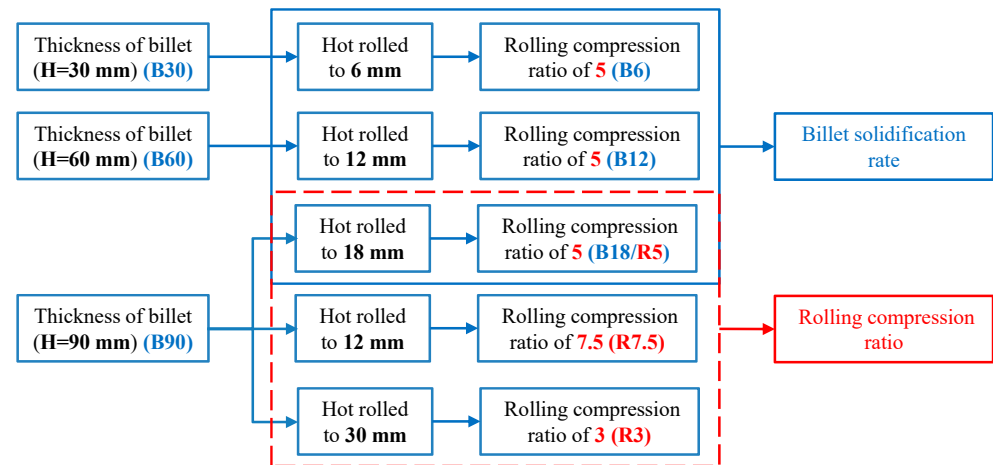 Thickness of billet
(H=30 mm) (B30)
Hot rolled
to 6 mm
Rolling compression
ratio of 5 (B6)
Thickness of billet
(H=60 mm) (B60)
Hot rolled
to 12 mm
Rolling compression
ratio of 5 (B12)
Billet solidification
rate
Hot rolled
to 18 mm
Rolling compression
ratio of 5 (B18/R5)
Thickness of billet
(H=90 mm) (B90)
Hot rolled
to 12 mm
Rolling compression
ratio of 7.5 (R7.5)
Rolling compression
ratio
Hot rolled
to 30 mm
Rolling compression
ratio of 3 (R3)